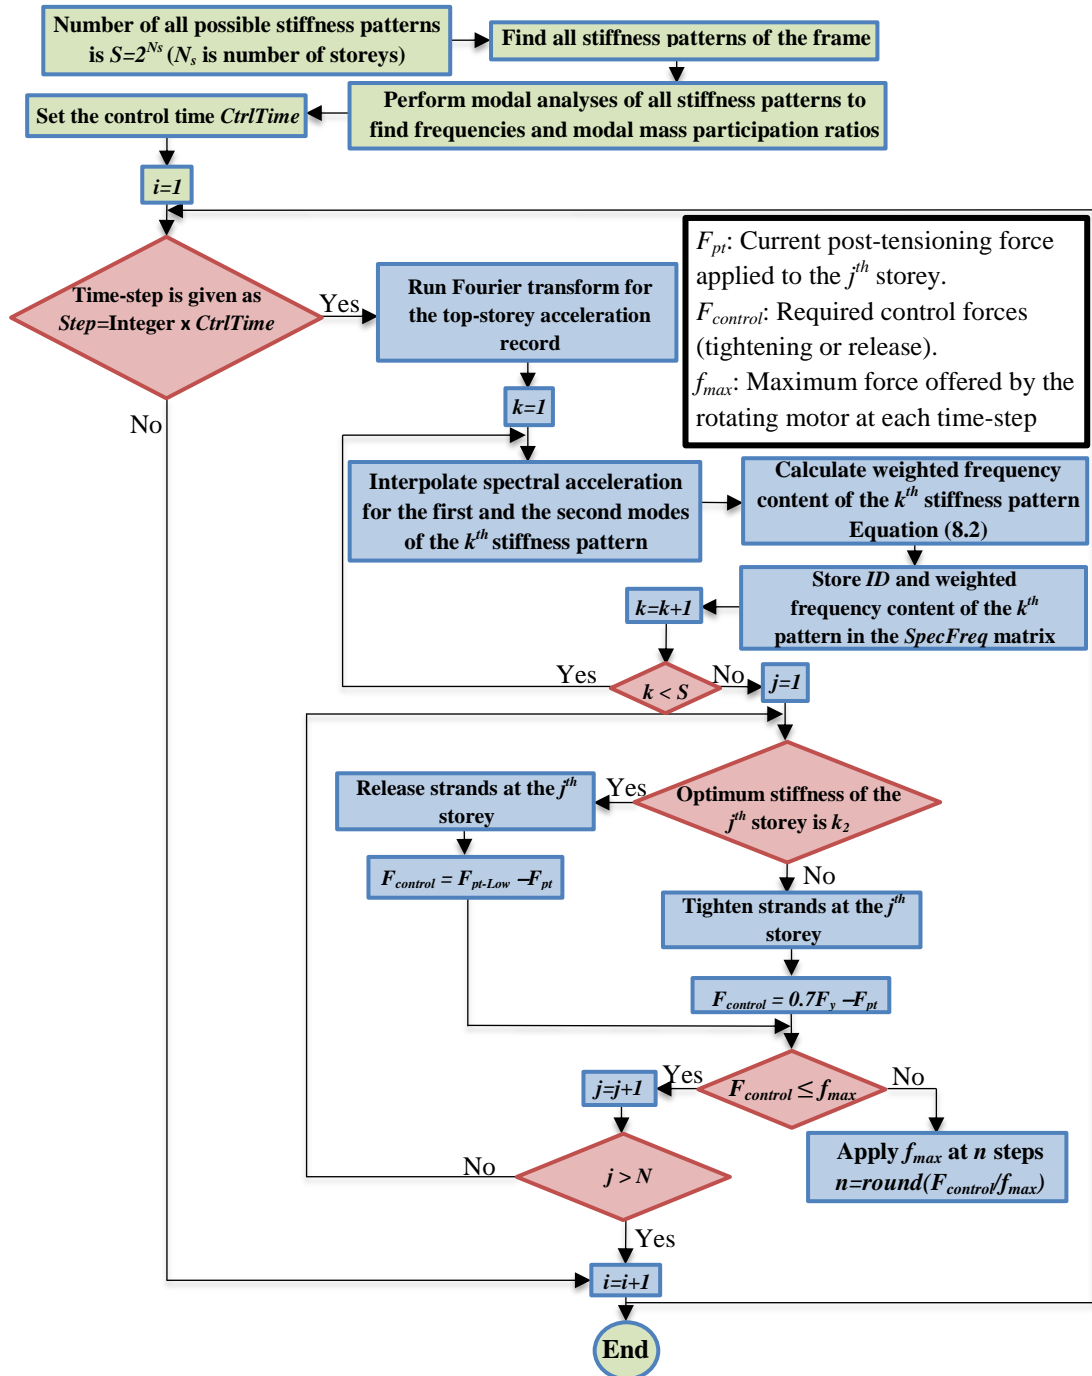 Number of all possible stiffness patterns
is S=2^Ns (Ns is number of storeys)
Find all stiffness patterns of the frame
Perform modal analyses of all stiffness patterns to
find frequencies and modal mass participation ratios
Set the control time CtrlTime
i=1
Time-step is given as
Step=Integer x CtrlTime
Yes
No
Run Fourier transform for
the top-storey acceleration
record
Fpt: Current post-tensioning force
applied to the jth storey.
Fcontrol: Required control forces
(tightening or release).
fmax: Maximum force offered by the
rotating motor at each time-step
k=1
Interpolate spectral acceleration
for the first and the second modes
of the kth stiffness pattern
Calculate weighted frequency
content of the kth stiffness pattern
Equation (8.2)
Store ID and weighted
frequency content of the kth
pattern in the SpecFreq matrix
k=k+1
k < S
Yes
No
j=1
Optimum stiffness of the
jth storey is k2
Yes
Release strands at the jth
storey
Fcontrol = Fpt-Low –Fpt
No
Tighten strands at the jth
storey
Fcontrol = 0.7Fy –Fpt
Fcontrol ≤ fmax
Yes
No
j=j+1
Apply fmax at n steps
n=round(Fcontrol/fmax)
j > N
No
Yes
i=i+1
End